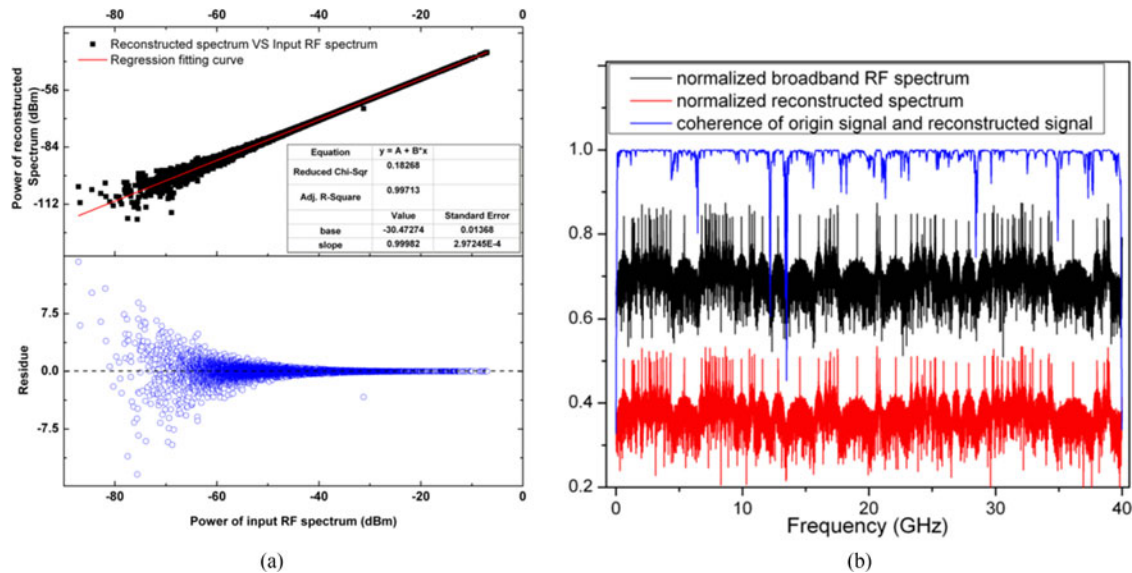 -80 -60 -40 -20 0
Reconstructed spectrum VS Input RF spectrum
Regression fitting curve
Power of reconstructed
Spectrum (dBm)
-56
-84
-112
Equation y = A + B*x
Reduced Chi-Sqr 0.18268
Adj. R-Square 0.99713
Value Standard Error
base -30.47274 0.01368
slope 0.99982 2.97245E-4
Residue
7.5
0.0
-7.5
-80 -60 -40 -20 0
Power of input RF spectrum (dBm)
(a)
normalized broadband RF spectrum
normalized reconstructed spectrum
coherence of origin signal and reconstructed signal
1.0
0.8
0.6
0.4
0.2
0 10 20 30 40
Frequency (GHz)
(b)